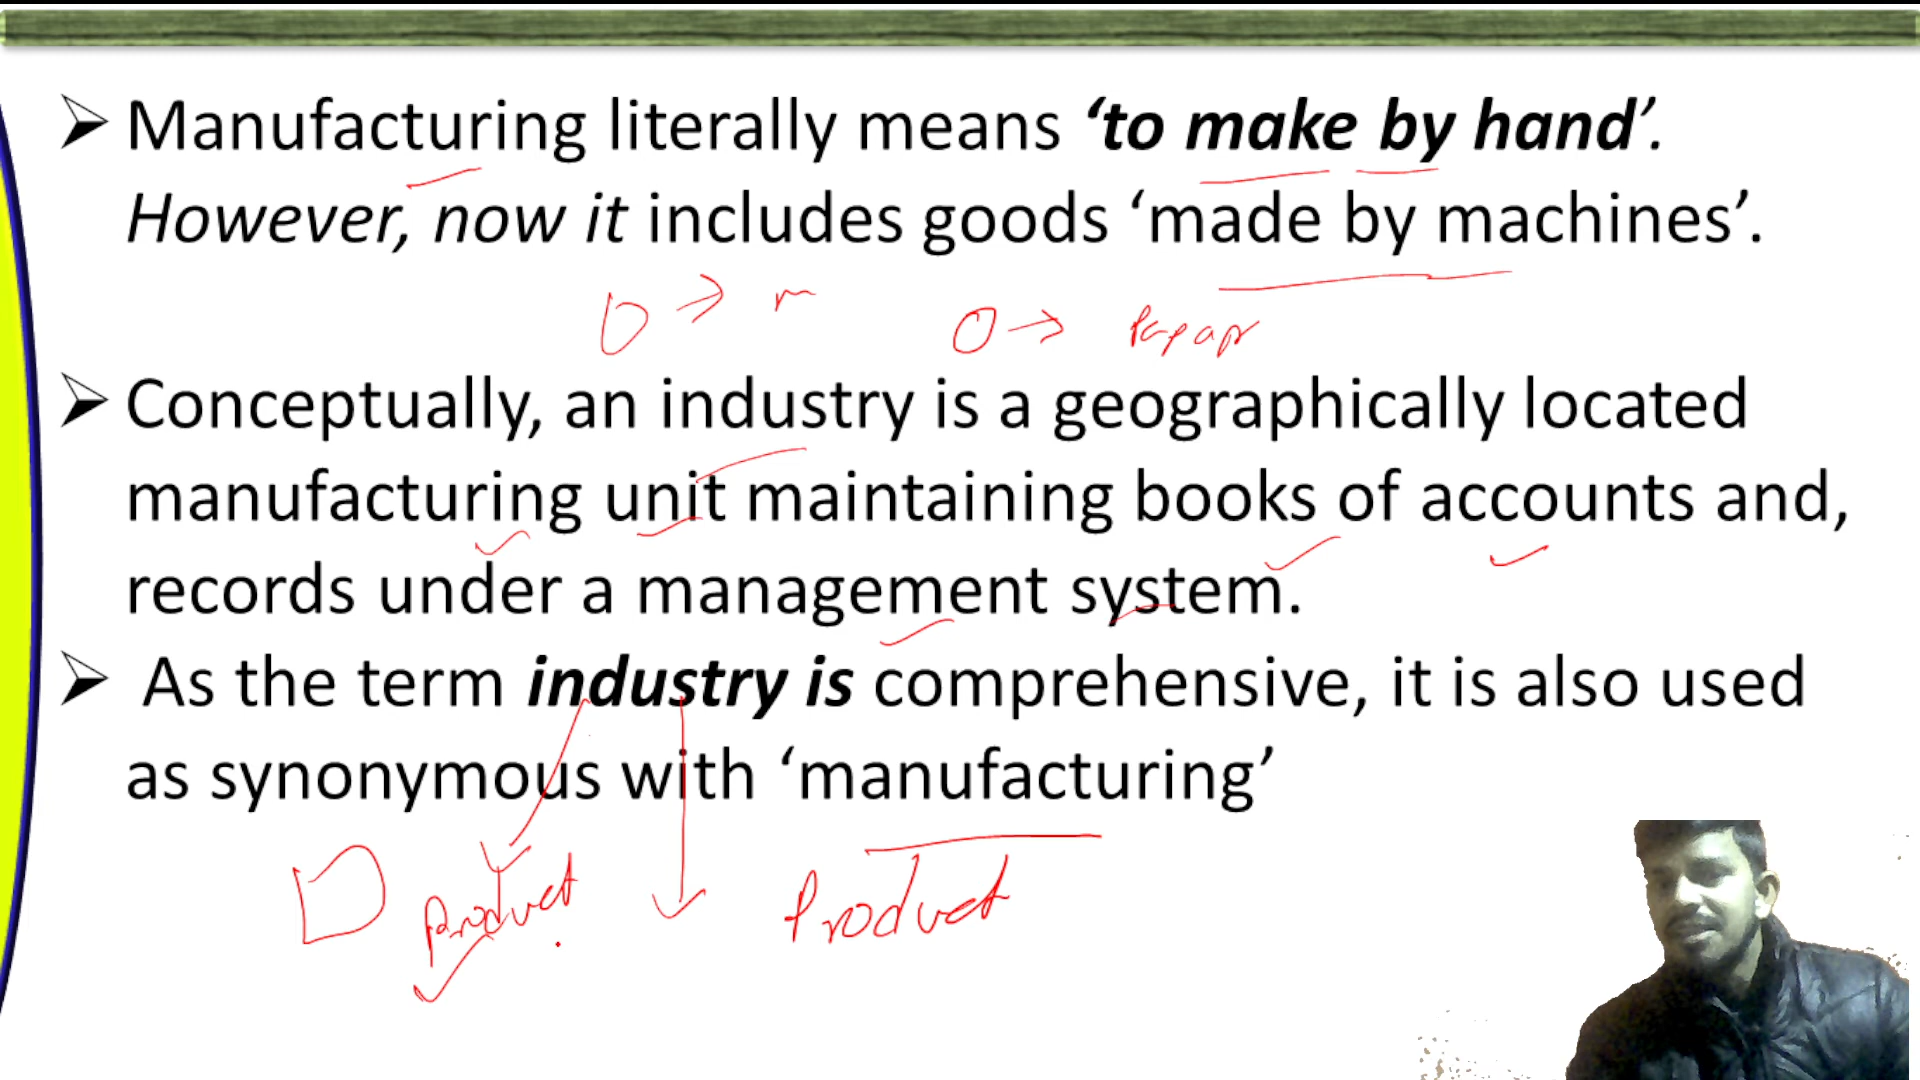 ➢ Manufacturing literally means ‘to make by hand’.
However, now it includes goods ‘made by machines’.
➢ Conceptually, an industry is a geographically located
manufacturing unit maintaining books of accounts and,
records under a management system.
➢ As the term industry is comprehensive, it is also used
as synonymous with ‘manufacturing’
Product Product